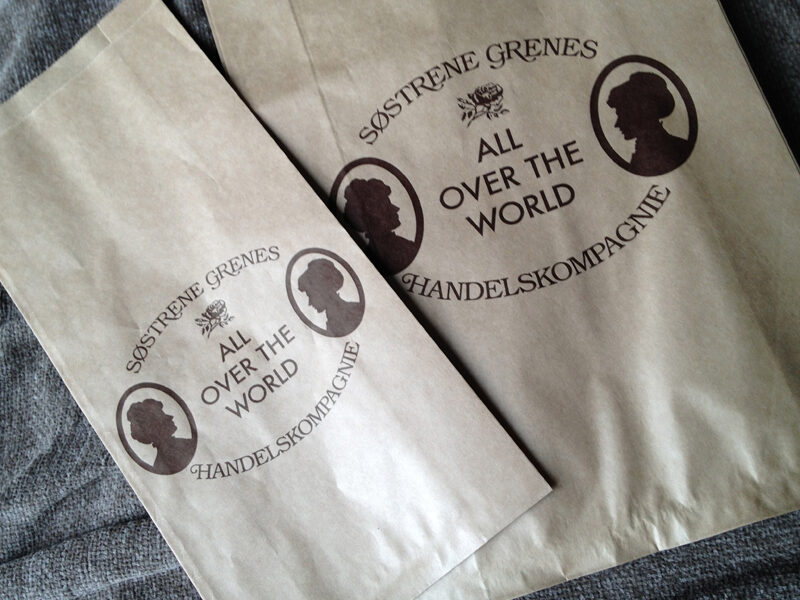 SØSTRENE GRENES
ALL
OVER THE
WORLD
HANDELSKOMPAGNIE
SØSTRENE GRENES
ALL
OVER THE
WORLD
HANDELSKOMPAGNIE